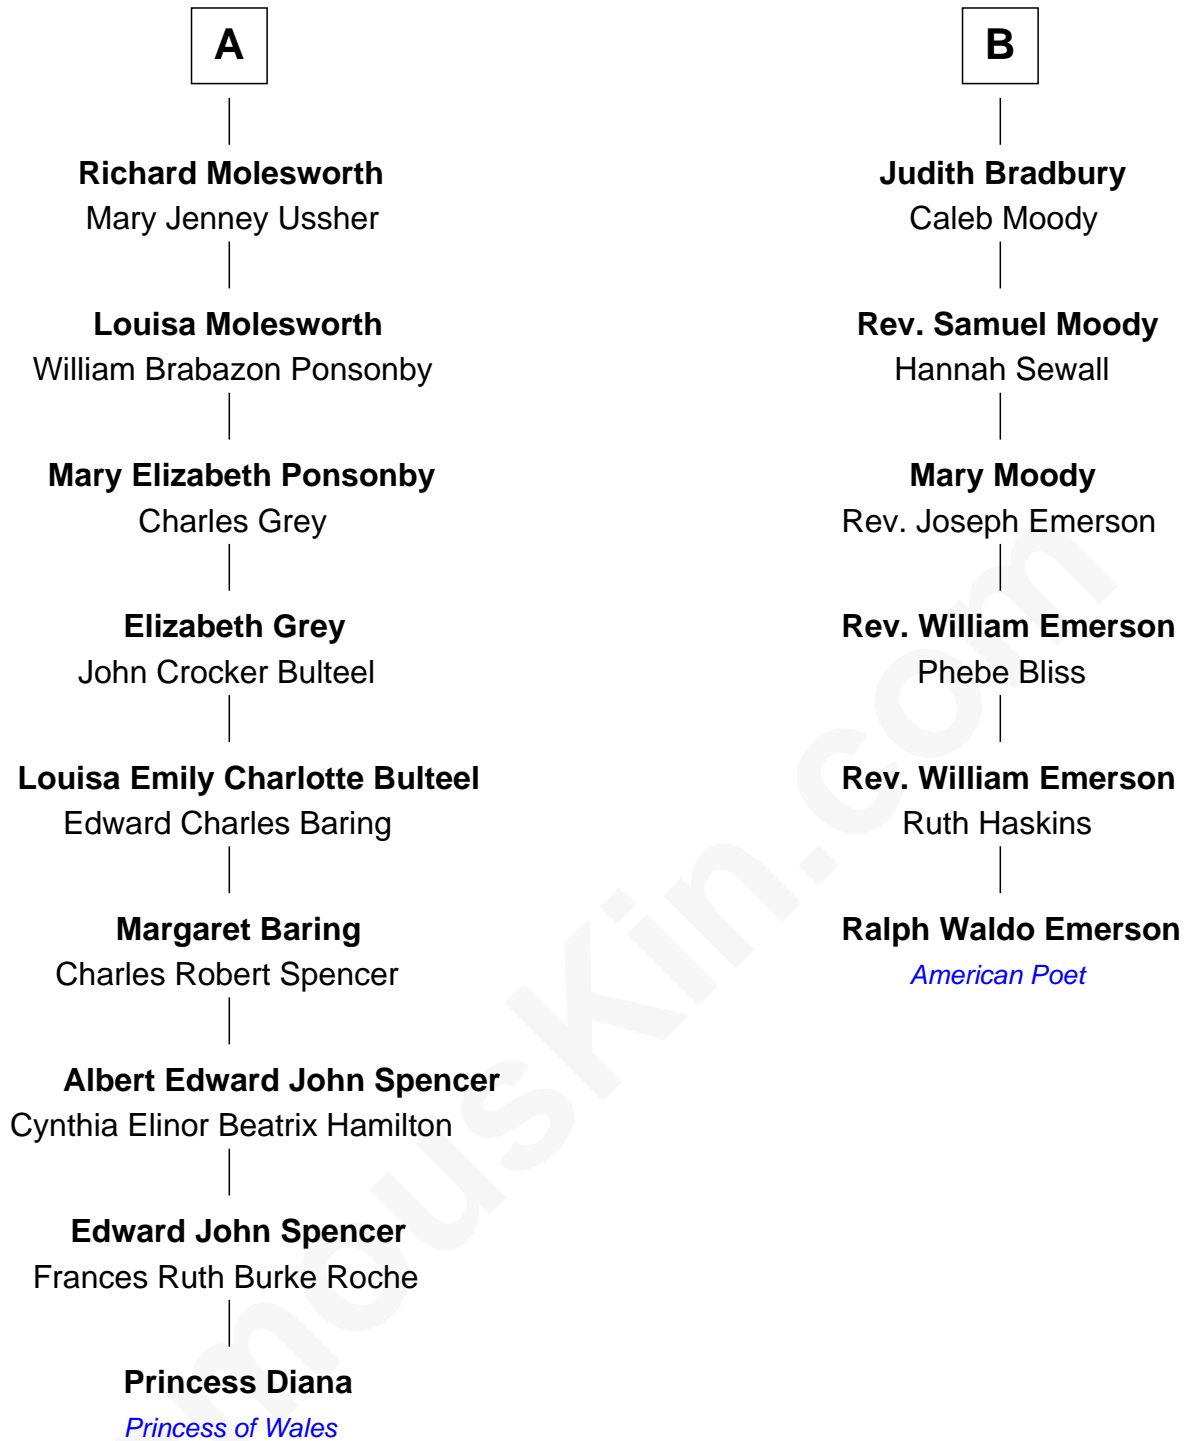 A
Richard Molesworth
Mary Jenney Ussher
Louisa Molesworth
William Brabazon Ponsonby
Mary Elizabeth Ponsonby
Charles Grey
Elizabeth Grey
John Crocker Bulteel
Louisa Emily Charlotte Bulteel
Edward Charles Baring
Margaret Baring
Charles Robert Spencer
Albert Edward John Spencer
Cynthia Elinor Beatrix Hamilton
Edward John Spencer
Frances Ruth Burke Roche
Princess Diana
Princess of Wales
B
Judith Bradbury
Caleb Moody
Rev. Samuel Moody
Hannah Sewall
Mary Moody
Rev. Joseph Emerson
Rev. William Emerson
Phebe Bliss
Rev. William Emerson
Ruth Haskins
Ralph Waldo Emerson
American Poet
mouskin.com